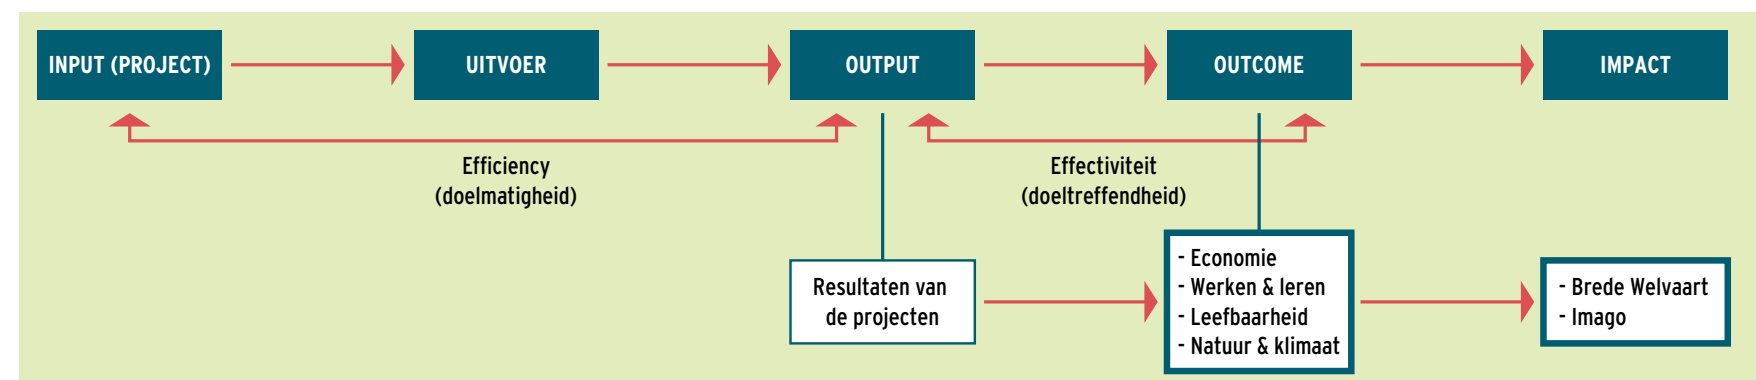 INPUT (PROJECT)
UITVOER
OUTPUT
OUTCOME
IMPACT
Efficiency
(doelmatigheid)
Effectiviteit
(doeltreffendheid)
Resultaten van
de projecten
- Economie
- Werken & leren
- Leefbaarheid
- Natuur & klimaat
- Brede Welvaart
- Imago